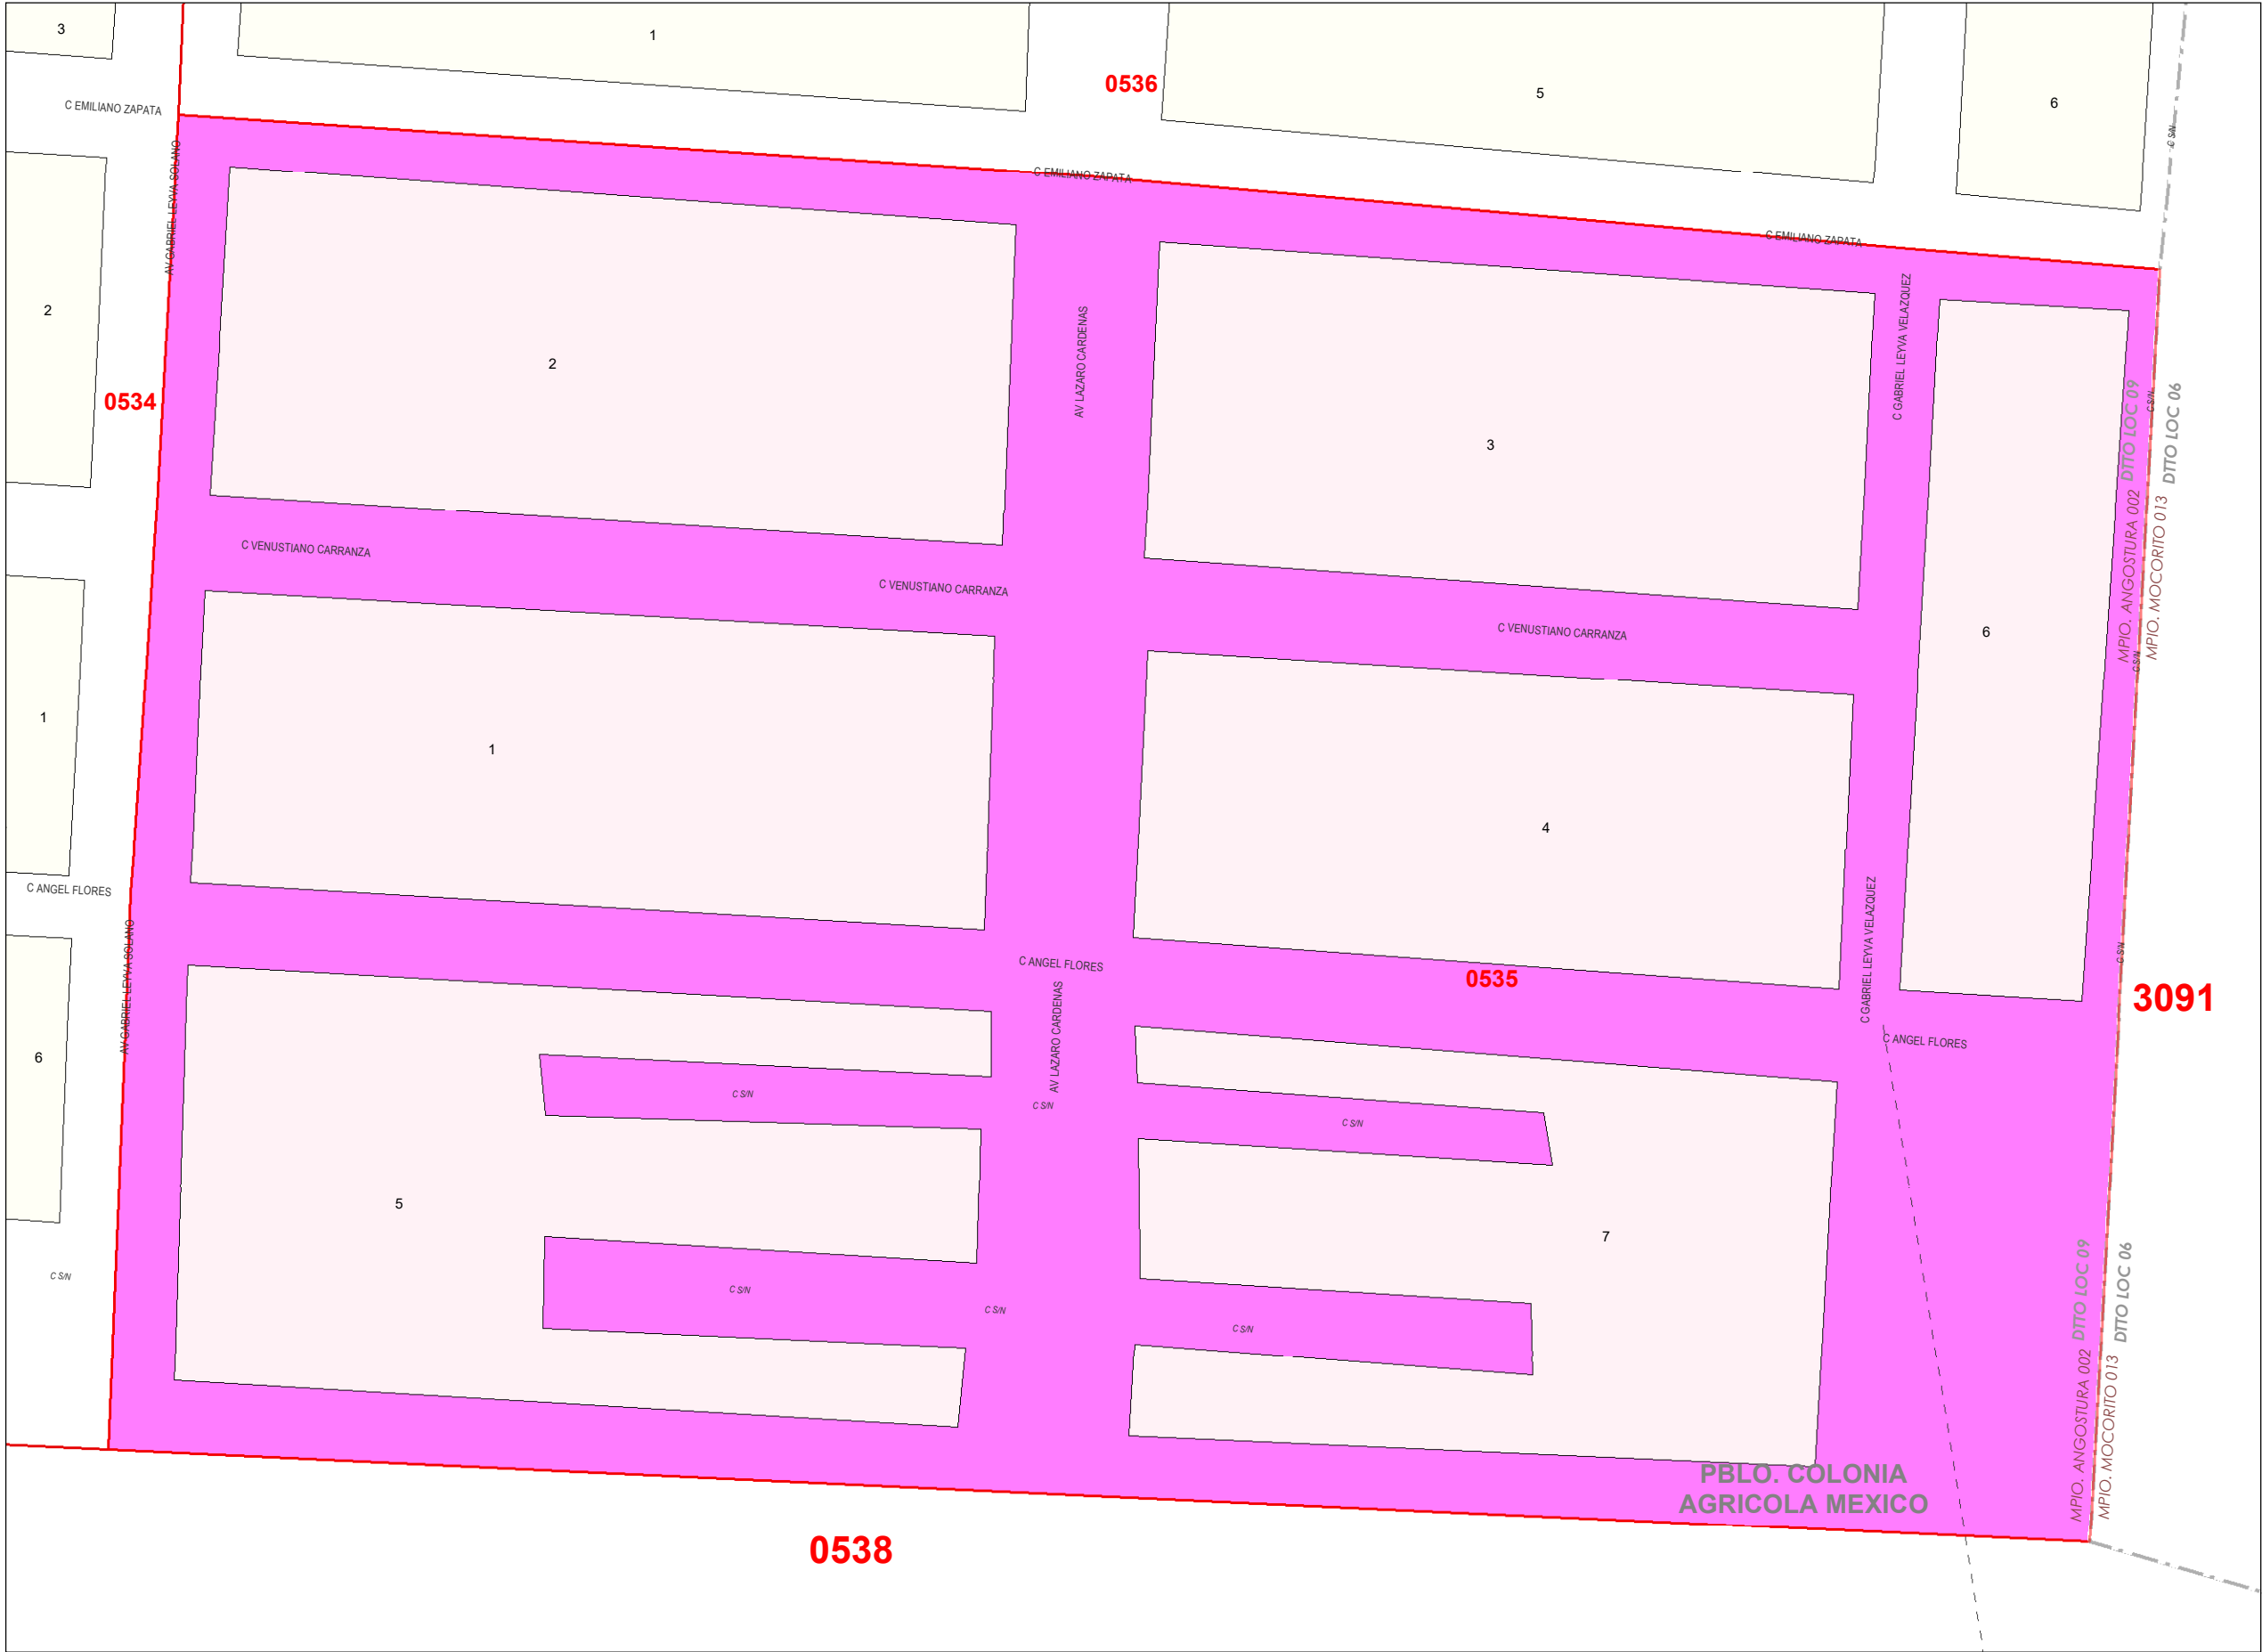 3
1
0536
5
6
C EMILIANO ZAPATA
C S/N
AV GABRIEL LEYVA SOLANO
C EMILIANO ZAPATA
C EMILIANO ZAPATA
2
2
AV LAZARO CARDENAS
C GABRIEL LEYVA VELAZQUEZ
0534
3
C S/N
MPIO. ANGOSTURA 002 DTTO LOC 09
MPIO. MOCORITO 013 DTTO LOC 06
C VENUSTIANO CARRANZA
C VENUSTIANO CARRANZA
C VENUSTIANO CARRANZA
6
C S/N
1
1
4
C ANGEL FLORES
AV GABRIEL LEYVA SOLANO
C ANGEL FLORES
0535
C GABRIEL LEYVA VELAZQUEZ
C S/N
3091
AV LAZARO CARDENAS
C ANGEL FLORES
6
C S/N
C S/N
C S/N
5
7
C S/N
C S/N
C S/N
C S/N
MPIO. ANGOSTURA 002 DTTO LOC 09
MPIO. MOCORITO 013 DTTO LOC 06
PBLO. COLONIA
AGRICOLA MEXICO
0538